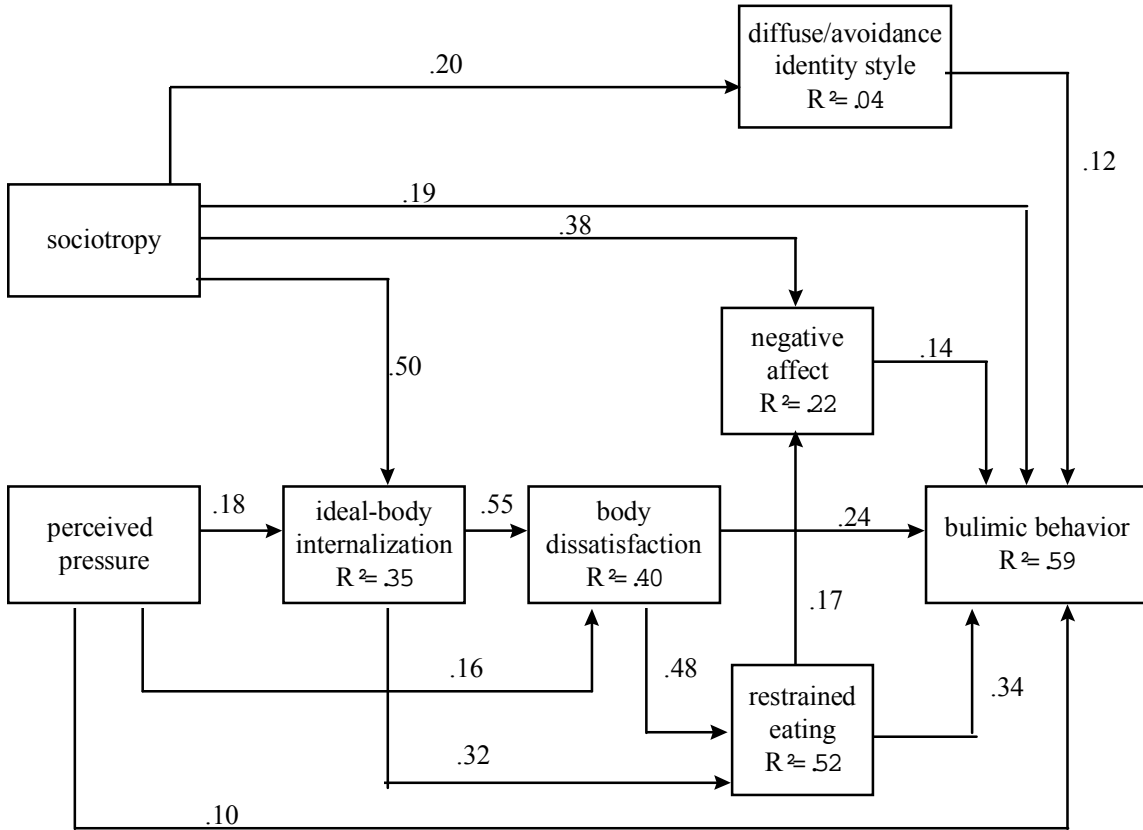 diffuse/avoidance
identity style
R²=.04
.20
.12
.19
sociotropy
.38
negative
affect
R²=.22
.14
.50
perceived
pressure
.18
ideal-body
internalization
R²=.35
.55
body
dissatisfaction
R²=.40
.24
bulimic behavior
R²=.59
.17
.16
.48
restrained
eating
R²=.52
.34
.32
.10